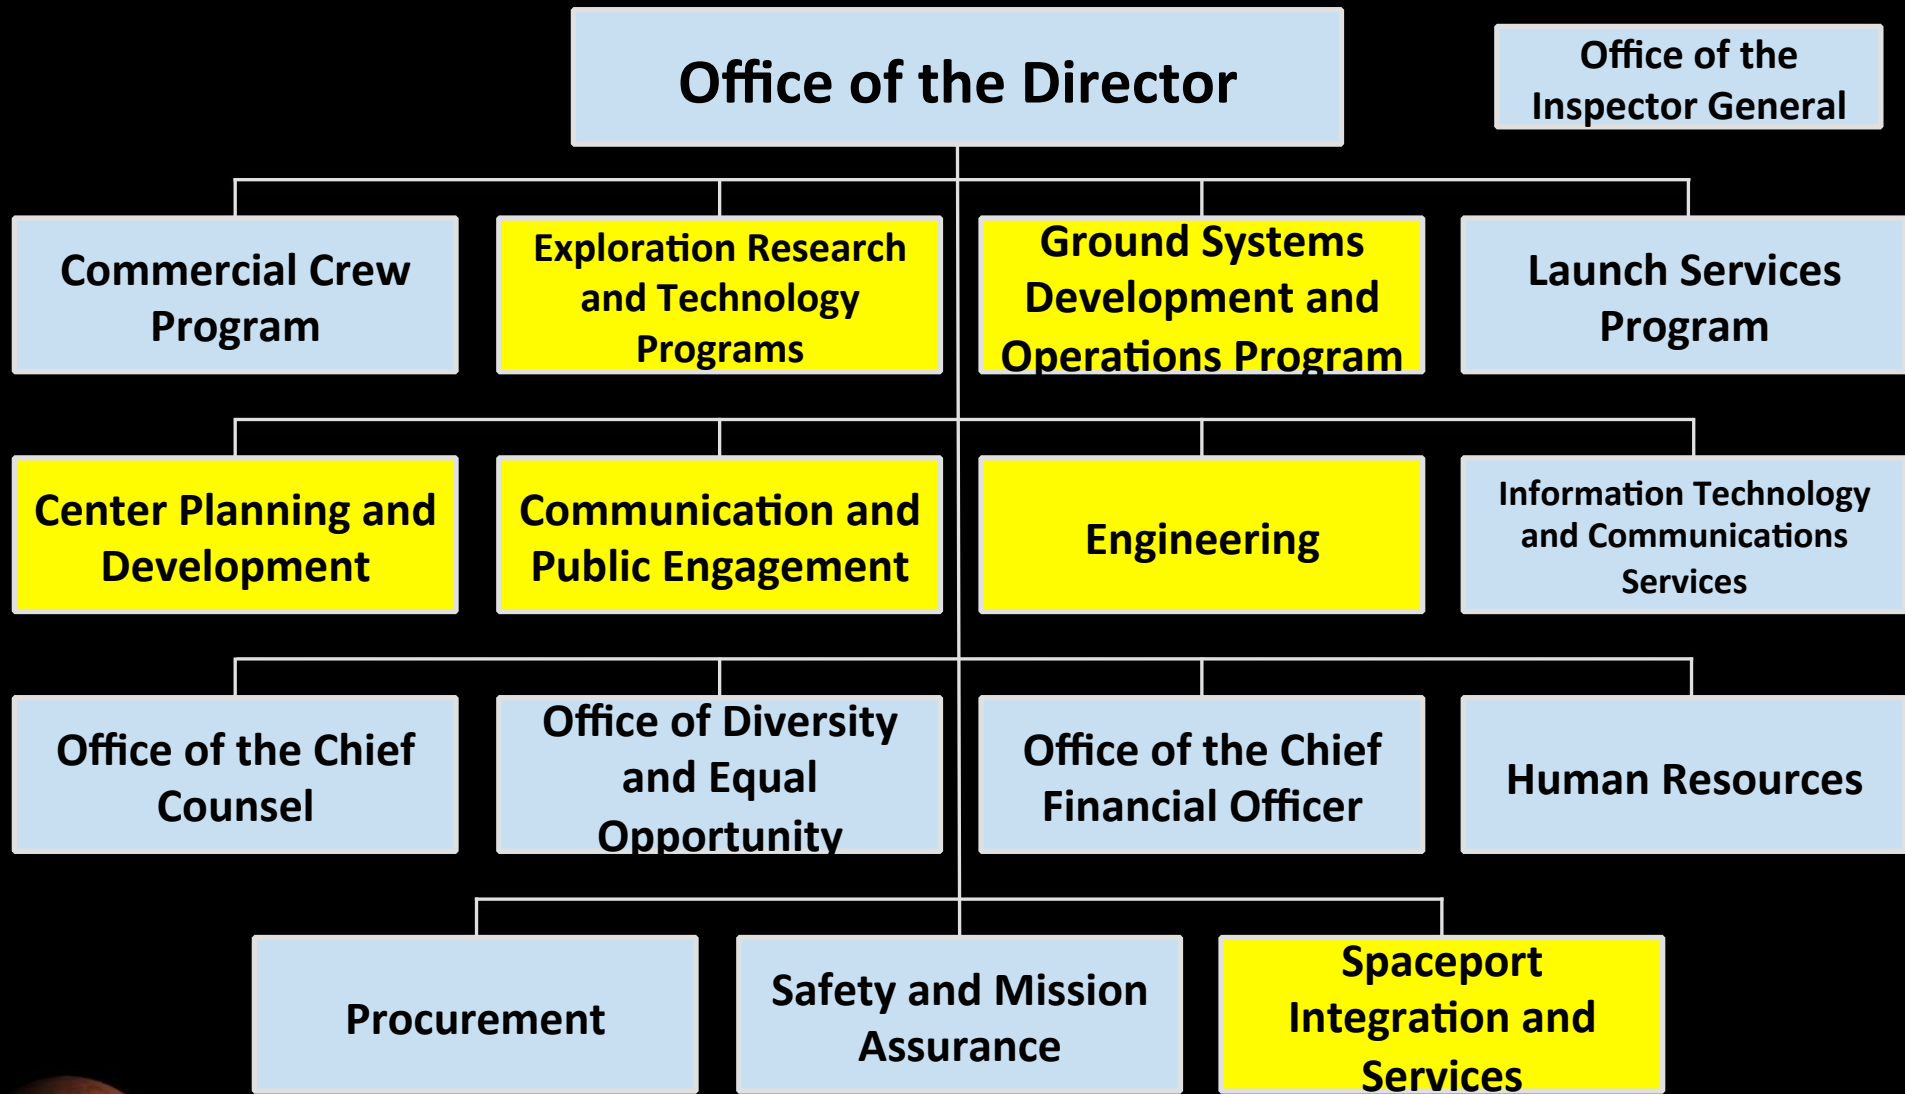 Office of the Director
Office of the
Inspector General
Commercial Crew
Program
Exploration Research
and Technology
Programs
Ground Systems
Development and
Operations Program
Launch Services
Program
Center Planning and
Development
Communication and
Public Engagement
Engineering
Information Technology
and Communications
Services
Office of the Chief
Counsel
Office of Diversity
and Equal
Opportunity
Office of the Chief
Financial Officer
Human Resources
Procurement
Safety and Mission
Assurance
Spaceport
Integration and
Services